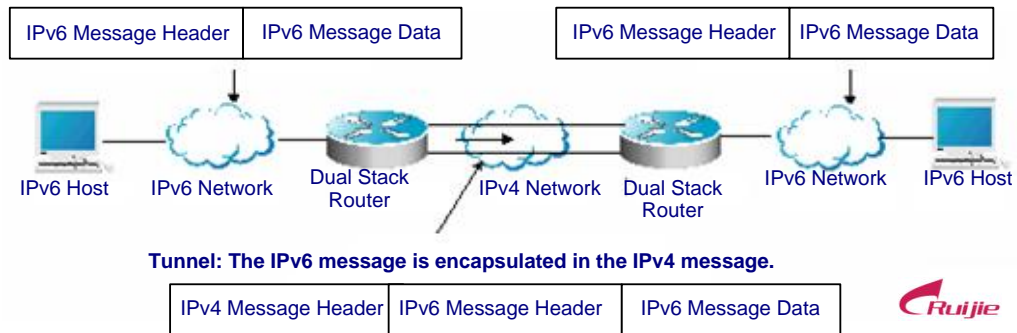 IPv6 Message Header IPv6 Message Data IPv6 Message Header IPv6 Message Data
IPv6 Host IPv6 Network Dual Stack Router IPv4 Network Dual Stack Router IPv6 Network IPv6 Host
Tunnel: The IPv6 message is encapsulated in the IPv4 message.
IPv4 Message Header IPv6 Message Header IPv6 Message Data
Ruijie